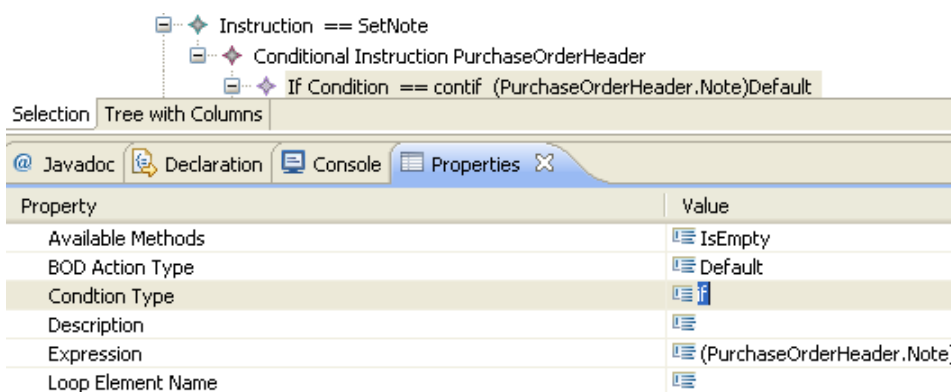 Instruction == SetNote
Conditional Instruction PurchaseOrderHeader
If Condition == contif (PurchaseOrderHeader.Note)Default
Selection Tree with Columns
@ Javadoc Declaration Console Properties
Property Value
Available Methods IsEmpty
BOD Action Type Default
Condtion Type if
Description
Expression (PurchaseOrderHeader.Note)
Loop Element Name